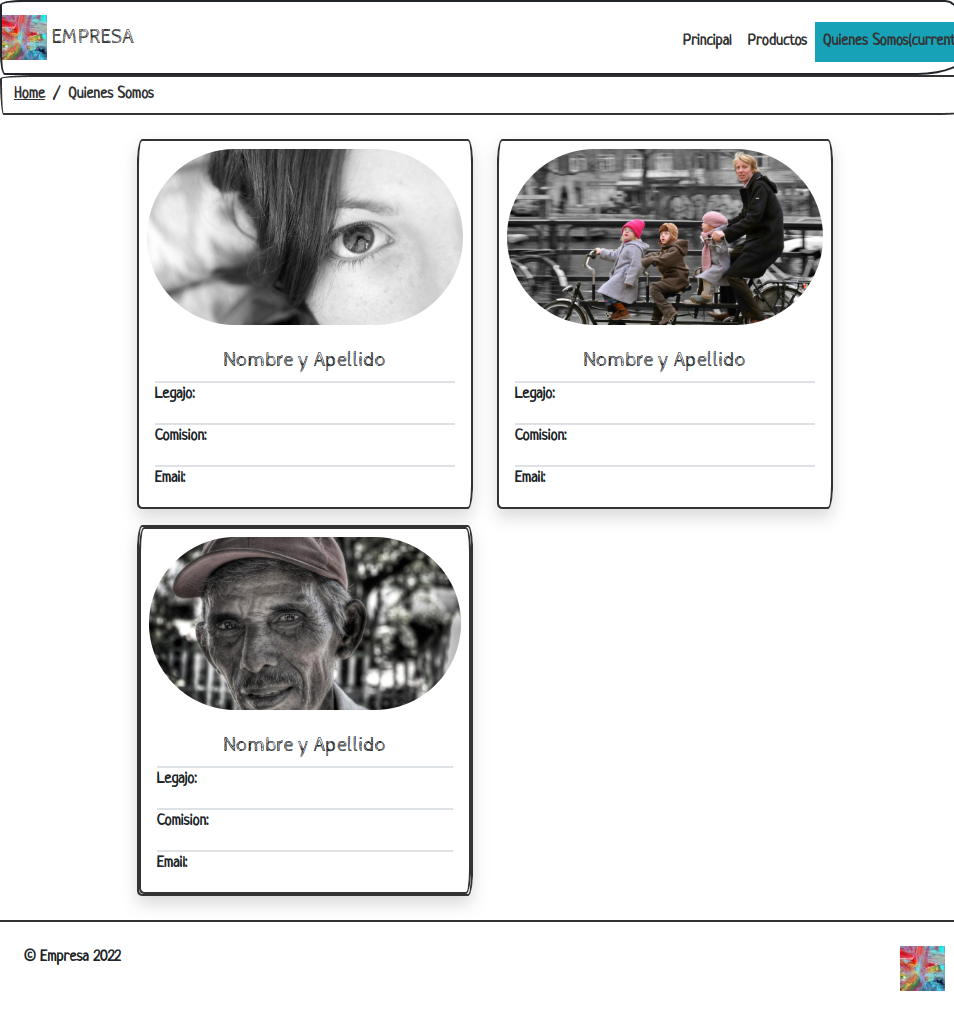 EMPRESA
Principal Productos Quienes Somos(current
Home / Quienes Somos
Nombre y Apellido
Legajo:
Comision:
Email:
Nombre y Apellido
Legajo:
Comision:
Email:
Nombre y Apellido
Legajo:
Comision:
Email:
© Empresa 2022